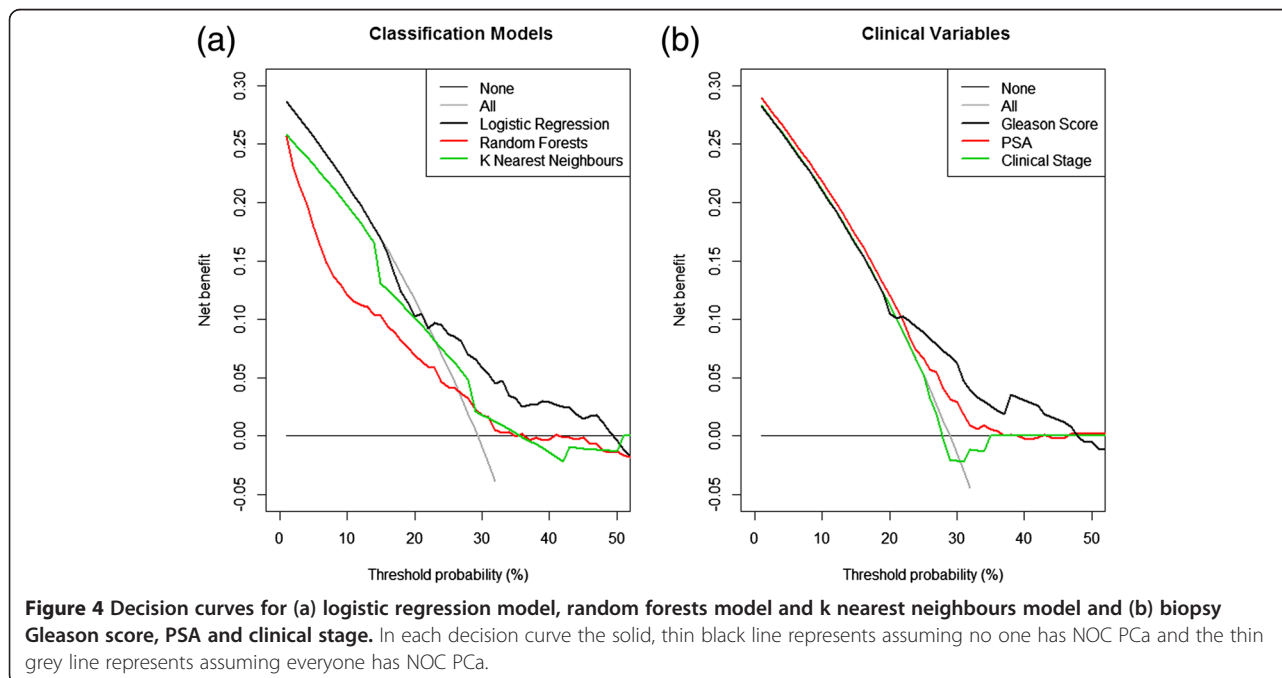 (a)
Classification Models
None
All
Logistic Regression
Random Forests
K Nearest Neighbours
Net benefit
0.30
0.25
0.20
0.15
0.10
0.05
0.00
-0.05
0 10 20 30 40 50
Threshold probability (%)
(b)
Clinical Variables
None
All
Gleason Score
PSA
Clinical Stage
Net benefit
0.30
0.25
0.20
0.15
0.10
0.05
0.00
-0.05
0 10 20 30 40 50
Threshold probability (%)
Figure 4 Decision curves for (a) logistic regression model, random forests model and k nearest neighbours model and (b) biopsy
Gleason score, PSA and clinical stage. In each decision curve the solid, thin black line represents assuming no one has NOC PCa and the thin
grey line represents assuming everyone has NOC PCa.